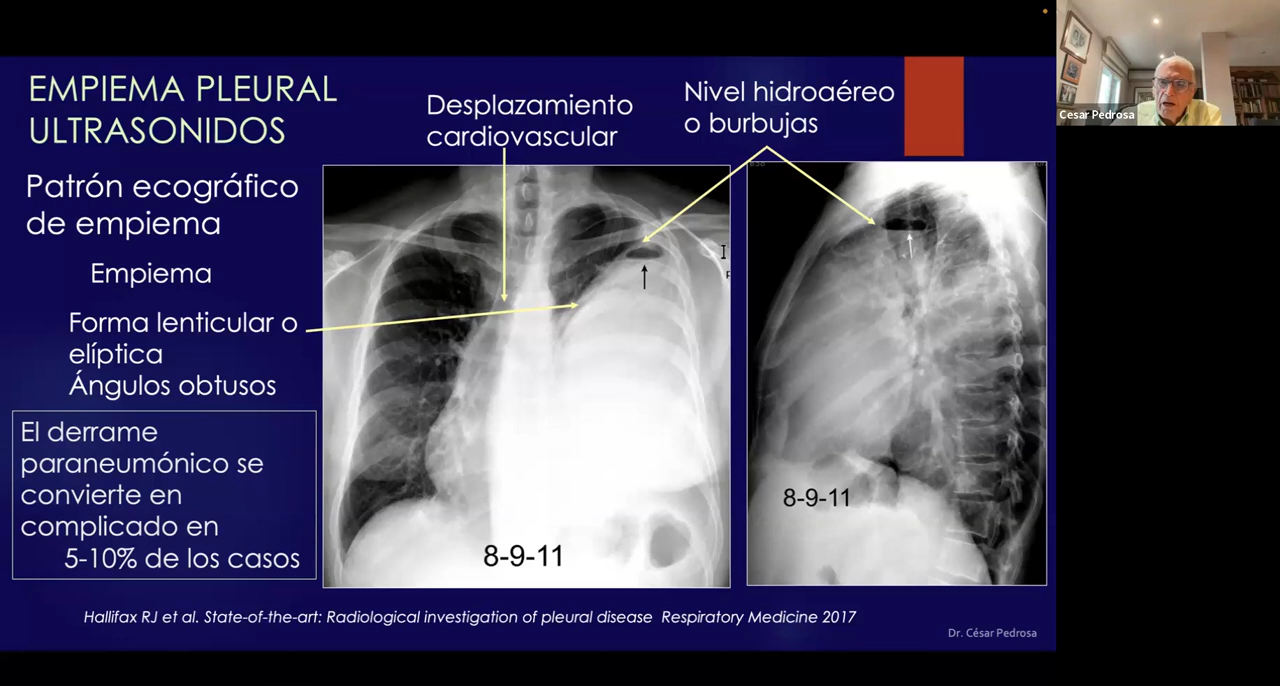 EMPIEMA PLEURAL
ULTRASONIDOS
Patrón ecográfico
de empiema
Empiema
Forma lenticular o
elíptica
Ángulos obtusos
El derrame
paraneumónico se
convierte en
complicado en
5-10% de los casos
Desplazamiento
cardiovascular
Nivel hidroaéreo
o burbujas
8-9-11
8-9-11
Hallifax RJ et al. State-of-the-art: Radiological investigation of pleural disease Respiratory Medicine 2017
Dr. César Pedrosa
Cesar Pedrosa